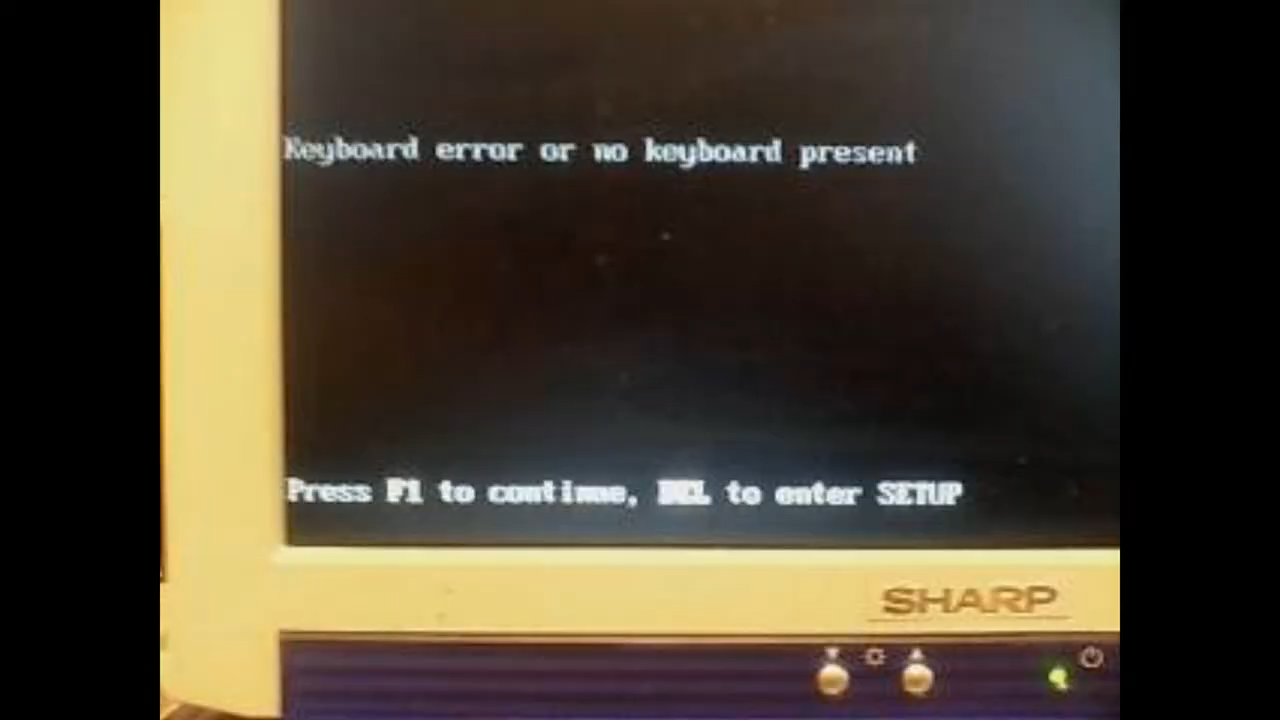 Keyboard error or no keyboard present
Press F1 to continue, DEL to enter SETUP
SHARP